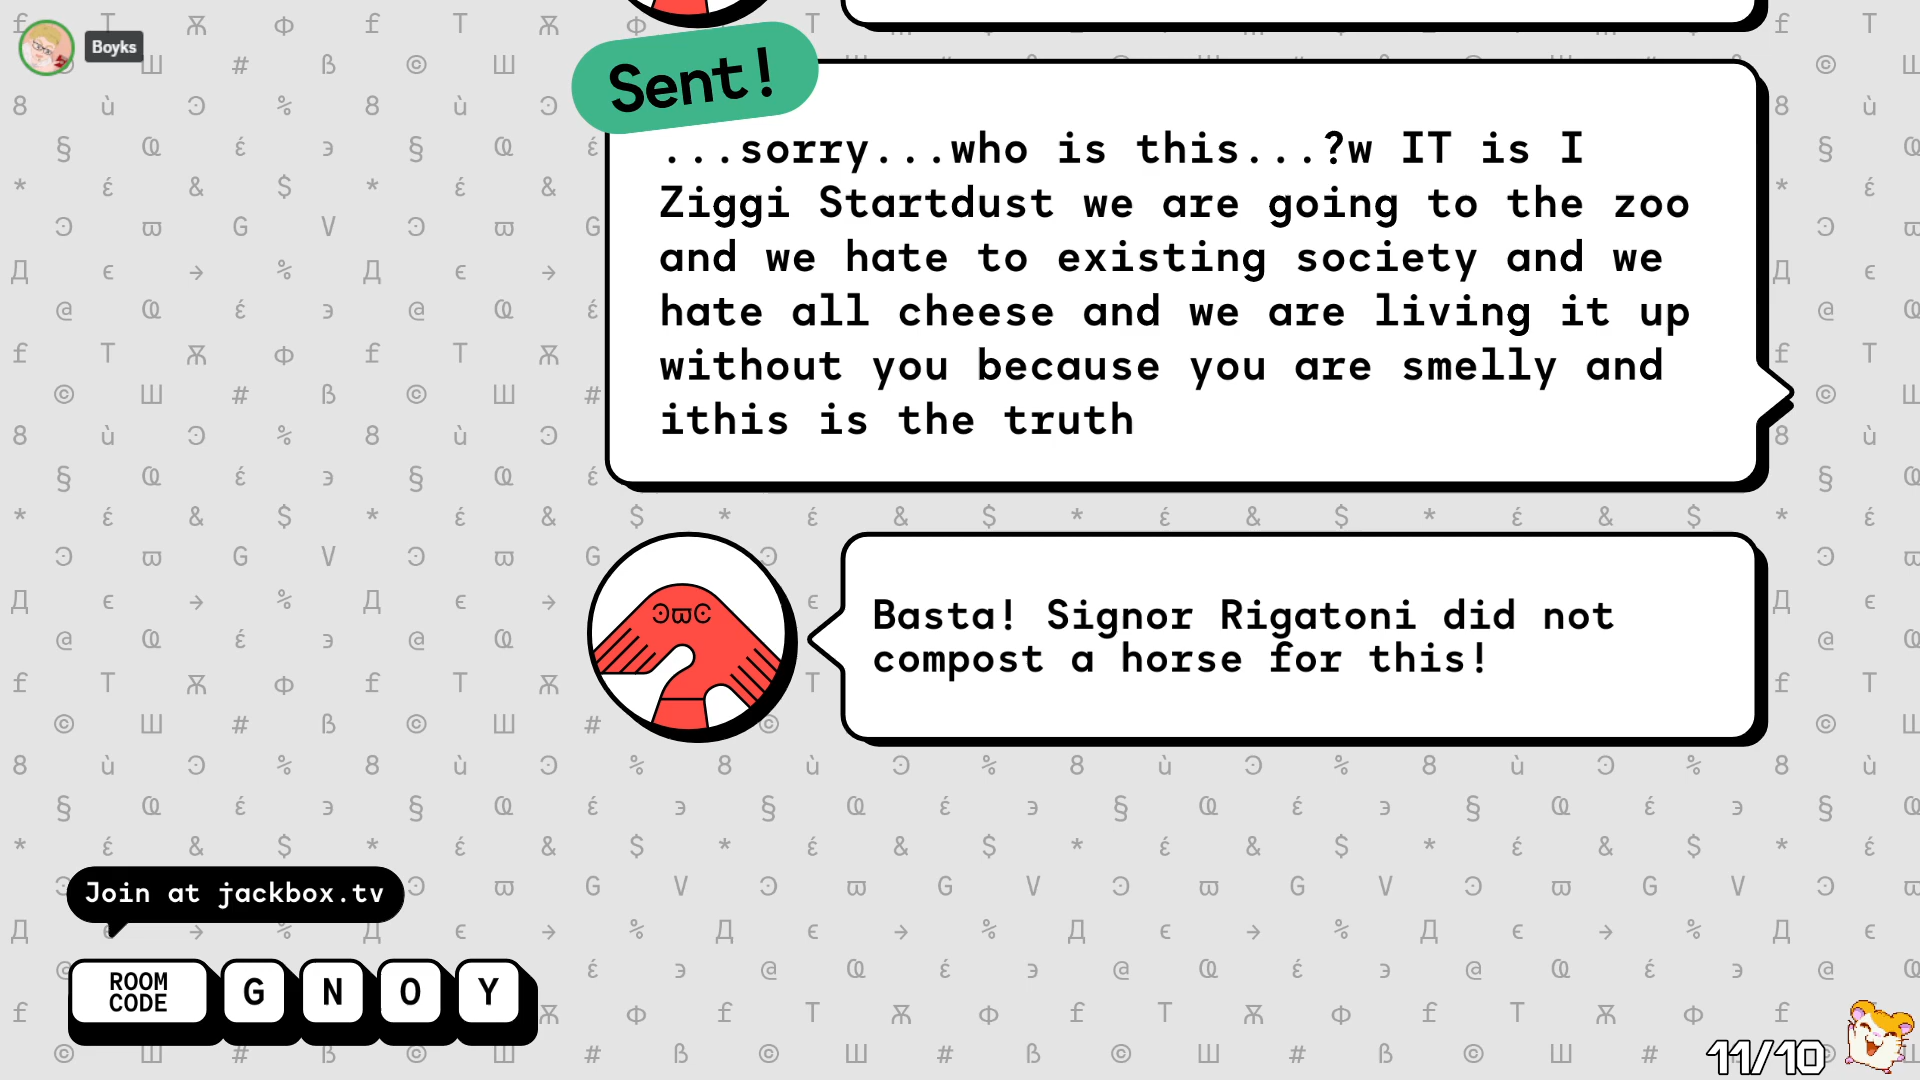 Boyks
Sent!
...sorry...who is this...?w IT is I
Ziggi Startdust we are going to the zoo
and we hate to existing society and we
hate all cheese and we are living it up
without you because you are smelly and
ithis is the truth
Basta! Signor Rigatoni did not
compost a horse for this!
Join at jackbox.tv
ROOM
CODE
G N O Y
11/10